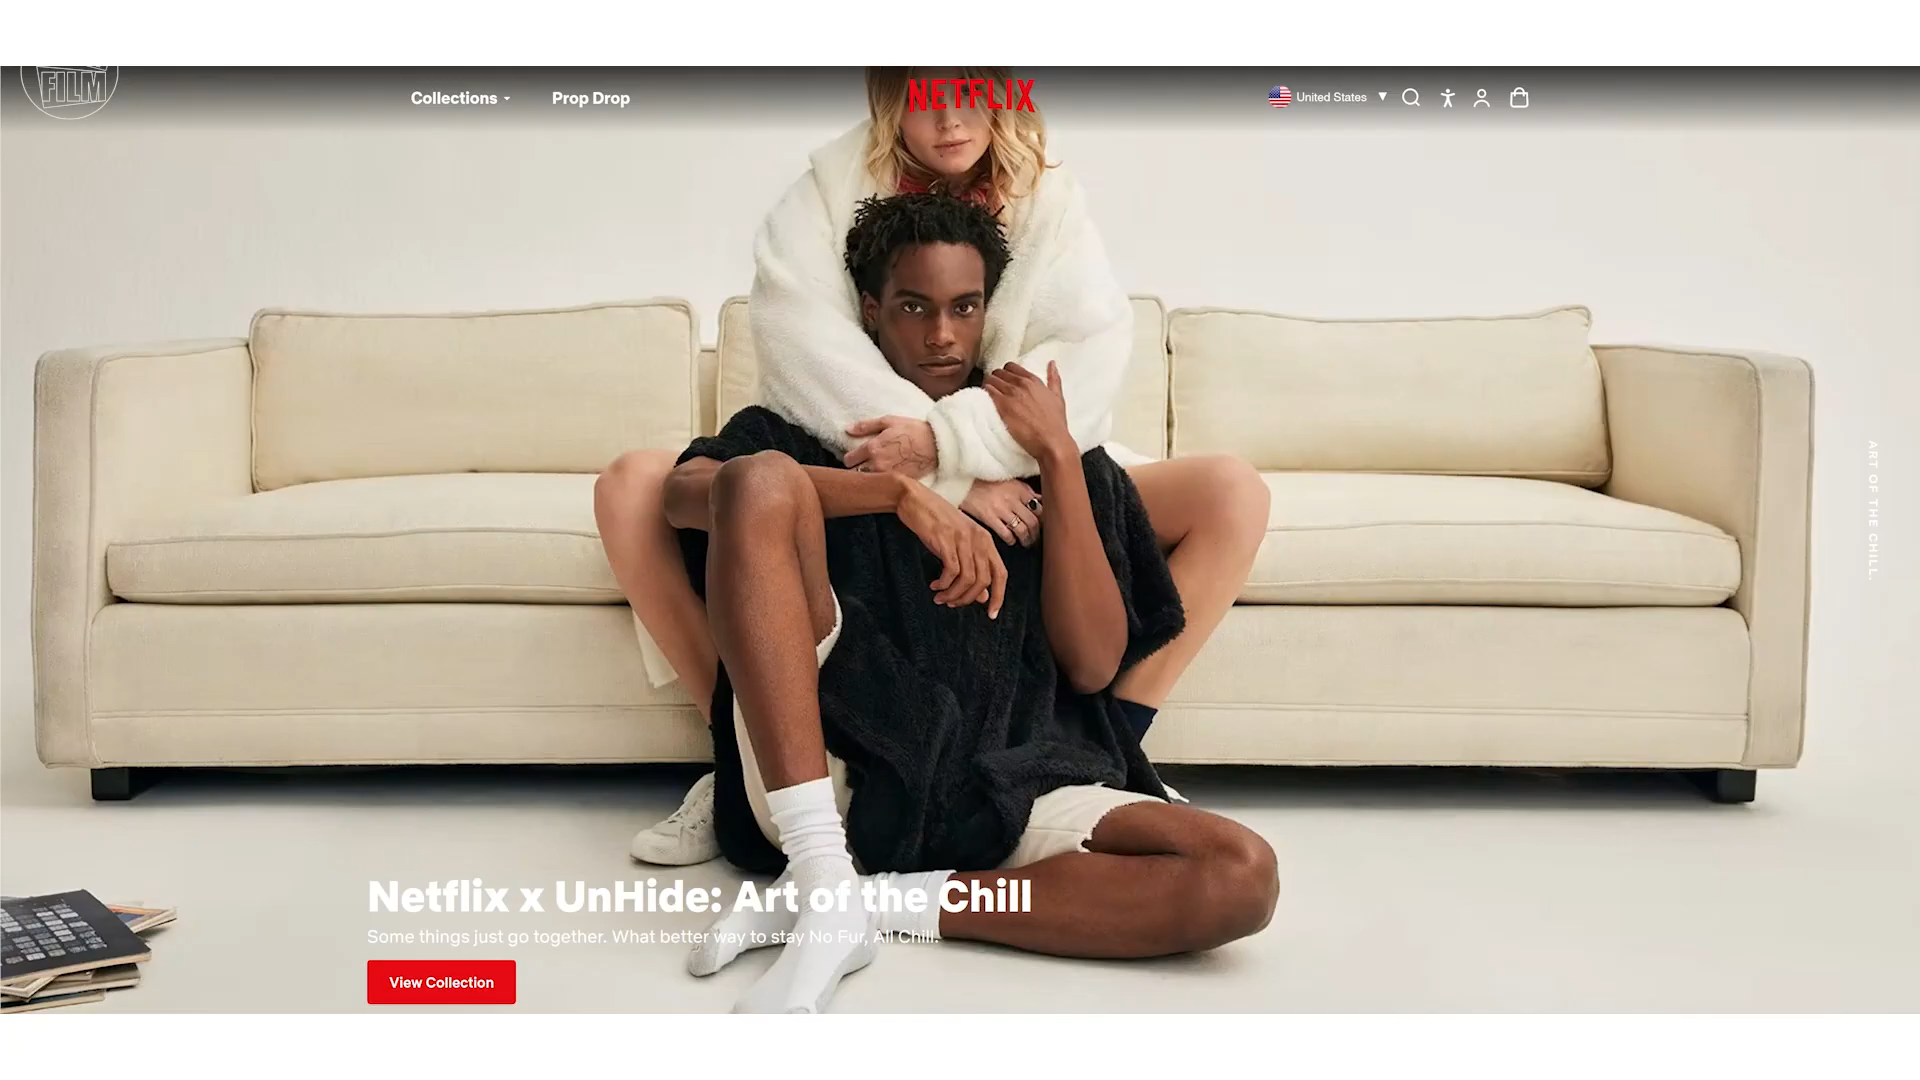 FILM
Collections
Prop Drop
NETFLIX
United States
ART OF THE CHILL.
Netflix x UnHide: Art of the Chill
Some things just go together. What better way to stay No Fur, All Chill.
View Collection